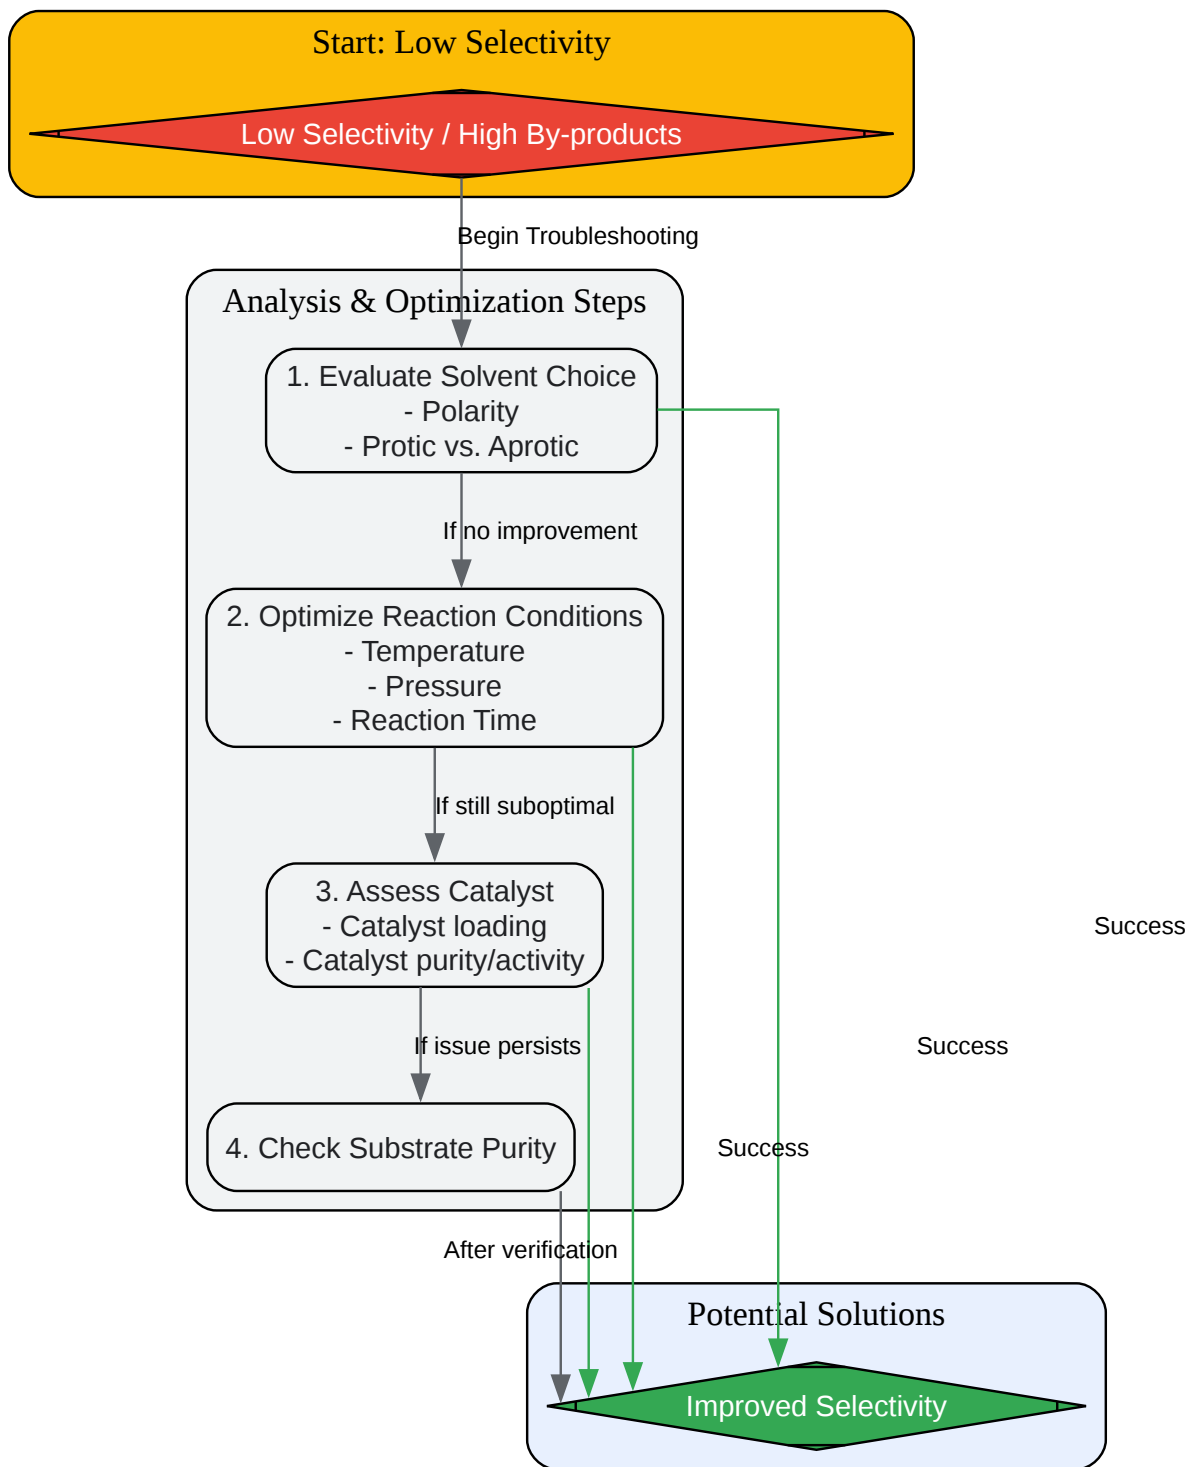 Start: Low Selectivity
Low Selectivity / High By-products
Begin Troubleshooting
Analysis & Optimization Steps
1. Evaluate Solvent Choice
- Polarity
- Protic vs. Aprotic
If no improvement
2. Optimize Reaction Conditions
- Temperature
- Pressure
- Reaction Time
If still suboptimal
3. Assess Catalyst
- Catalyst loading
- Catalyst purity/activity
Success
If issue persists
Success
4. Check Substrate Purity
Success
After verification
Potential Solutions
Improved Selectivity